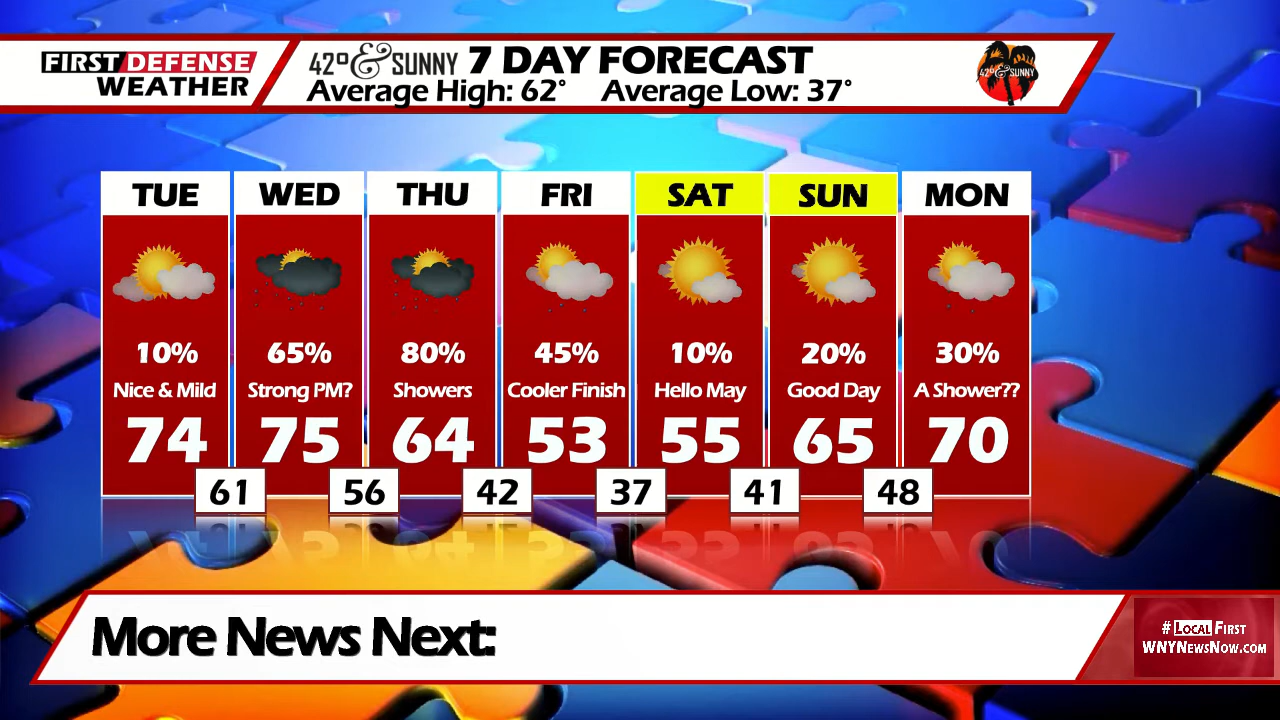 FIRST DEFENSE
WEATHER
42° & SUNNY 7 DAY FORECAST
Average High: 62° Average Low: 37°
42° & SUNNY
TUE WED THU FRI SAT SUN MON
10% 65% 80% 45% 10% 20% 30%
Nice & Mild Strong PM? Showers Cooler Finish Hello May Good Day A Shower??
74 75 64 53 55 65 70
61 56 42 37 41 48
More News Next:
# LOCAL FIRST
WNYNEWSNOW.COM